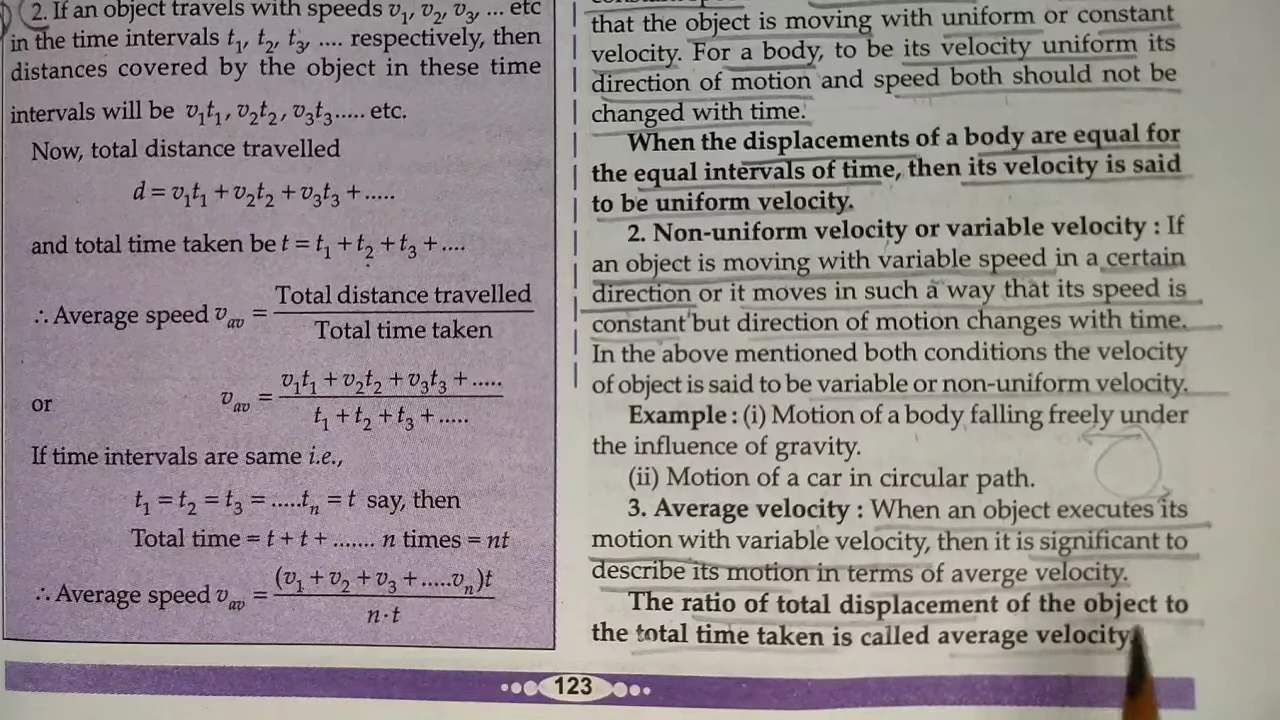 2. If an object travels with speeds v₁, v₂, v₃, ... etc
in the time intervals t₁, t₂, t₃, .... respectively, then
distances covered by the object in these time
intervals will be v₁t₁, v₂t₂, v₃t₃..... etc.
Now, total distance travelled
d = v₁t₁ + v₂t₂ + v₃t₃ + .....
and total time taken be t = t₁ + t₂ + t₃ + ....
∴ Average speed vₐᵥ = Total distance travelled / Total time taken
or vₐᵥ = v₁t₁ + v₂t₂ + v₃t₃ + ..... / t₁ + t₂ + t₃ + .....
If time intervals are same i.e.,
t₁ = t₂ = t₃ = .....tₙ = t say, then
Total time = t + t + ....... n times = nt
∴ Average speed vₐᵥ = (v₁ + v₂ + v₃ + .....vₙ)t / n·t
that the object is moving with uniform or constant
velocity. For a body, to be its velocity uniform its
direction of motion and speed both should not be
changed with time.
When the displacements of a body are equal for
the equal intervals of time, then its velocity is said
to be uniform velocity.
2. Non-uniform velocity or variable velocity : If
an object is moving with variable speed in a certain
direction or it moves in such a way that its speed is
constant but direction of motion changes with time.
In the above mentioned both conditions the velocity
of object is said to be variable or non-uniform velocity.
Example : (i) Motion of a body falling freely under
the influence of gravity.
(ii) Motion of a car in circular path.
3. Average velocity : When an object executes its
motion with variable velocity, then it is significant to
describe its motion in terms of averge velocity.
The ratio of total displacement of the object to
the total time taken is called average velocity
123